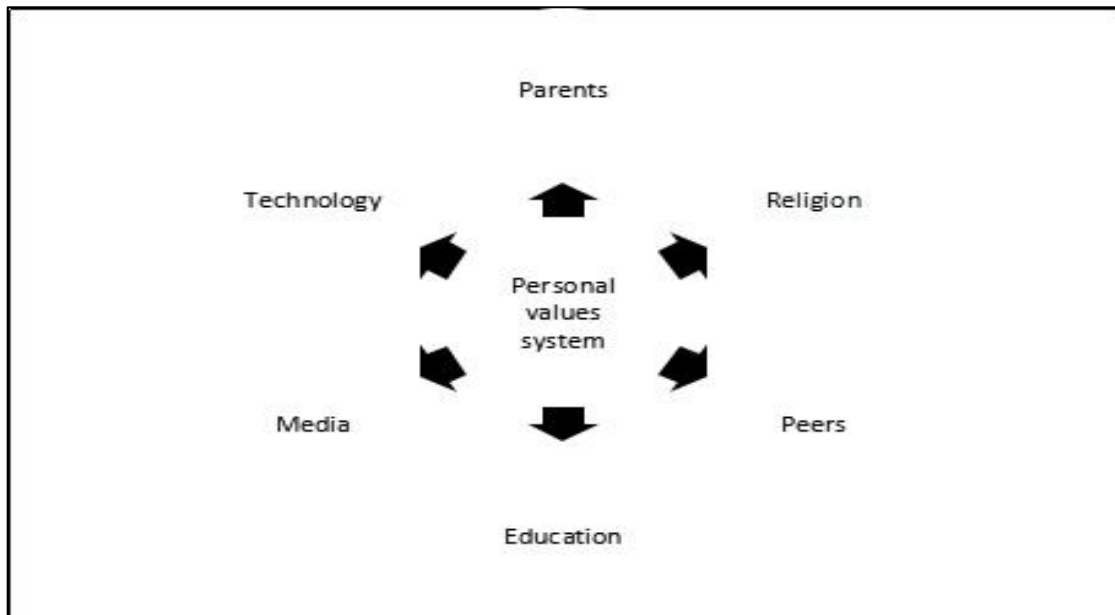 Parents
Technology
Religion
Personal
values
system
Media
Peers
Education